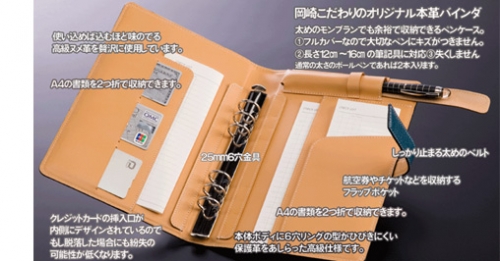 岡崎こだわりのオリジナル本革バインダ
太めのモンブランでも余裕で収納できるペンケース。
①フルカバーなので大切なペンにキズがつきません。
②長さ12cm~16cmの筆記具に対応③失くしません
通常の太さのボールペンであれば2本入ります。
使い込めば込むほど味のでる
高級ヌメ革を贅沢に使用しています。
A4の書類を2つ折で収納できます。
25mm6穴金具
しっかり止まる太めのベルト
航空券やチケットなどを収納する
フラップポケット
A4の書類を2つ折で収納できます。
クレジットカードの挿入口が
内側にデザインされているので
もし脱落した場合にも紛失の
可能性が低くなります。
本体ボディに6穴リングの型がひびきにくい
保護革をあしらった高級仕様です。